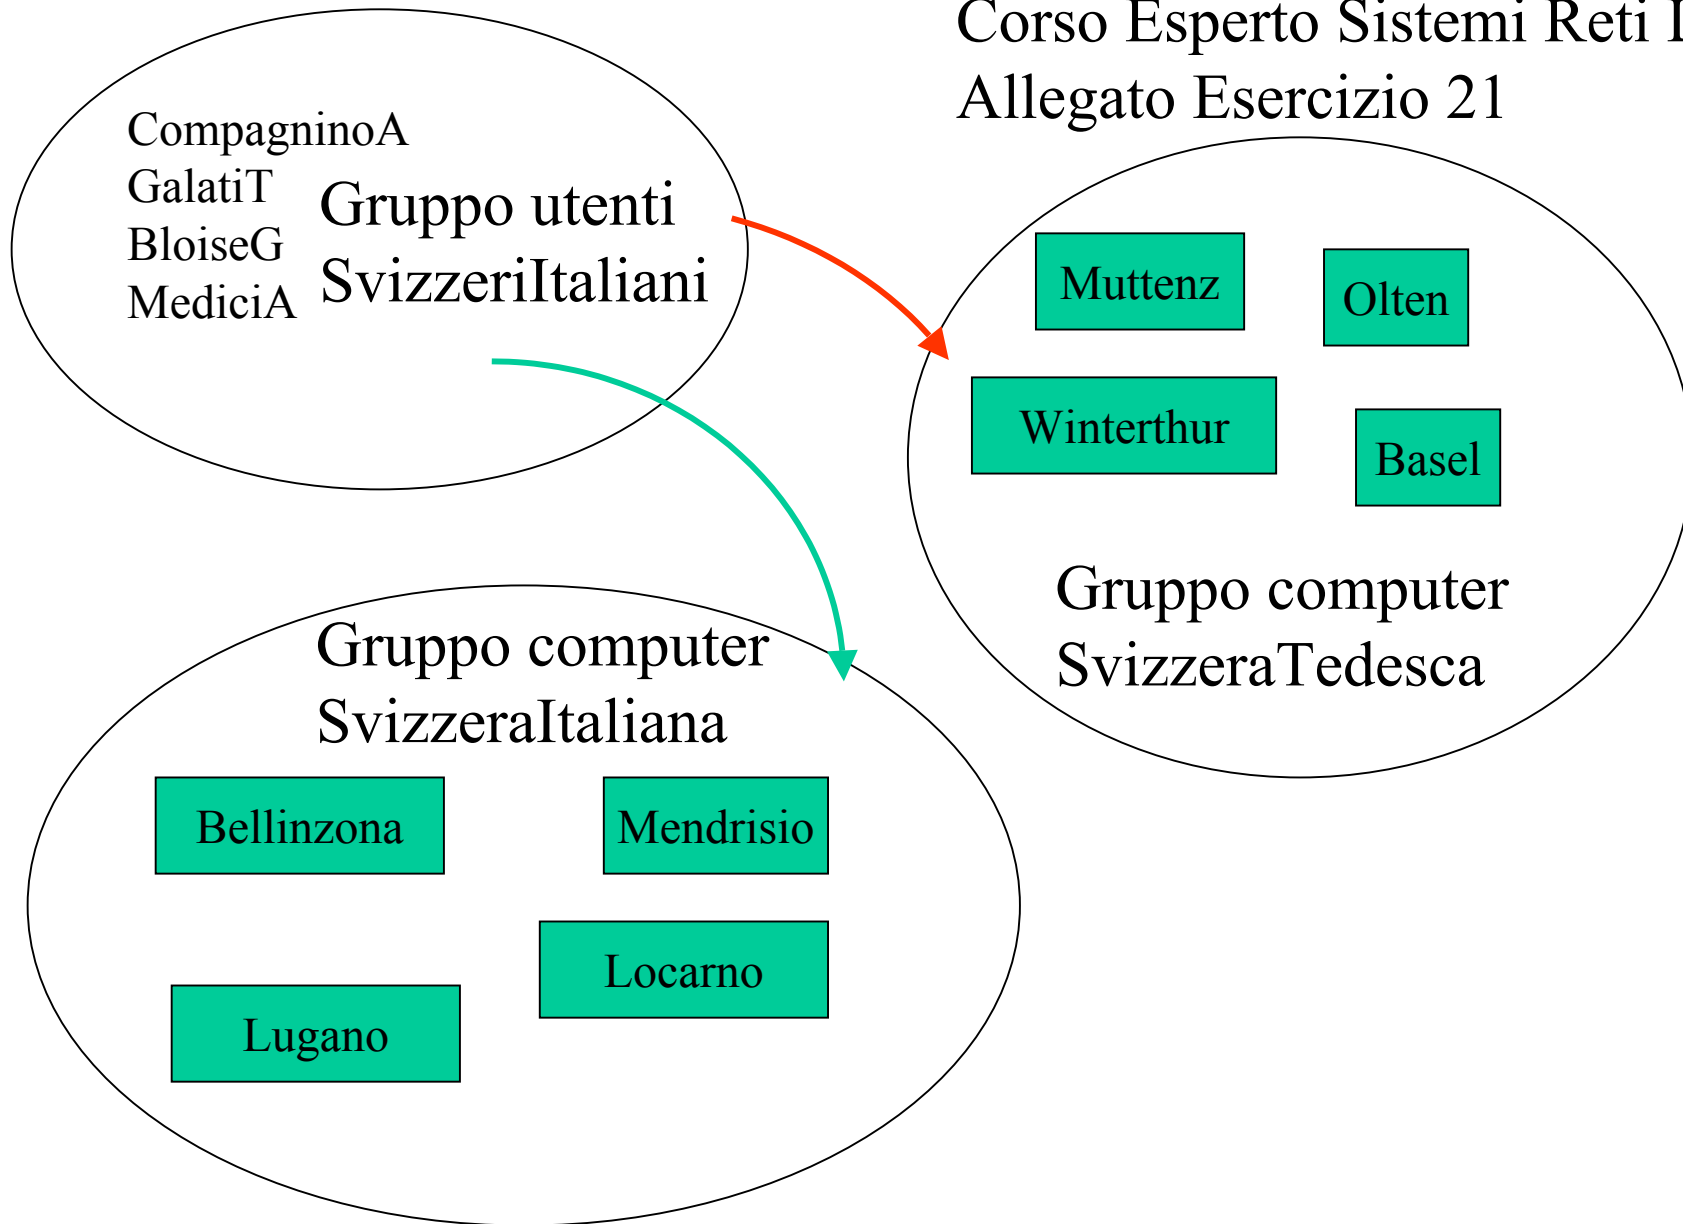 Corso Esperto Sistemi Reti
Allegato Esercizio 21
CompagninoA
GalatiT
BloiseG
MediciA
Gruppo utenti
SvizzeriItaliani
Muttenz
Olten
Winterthur
Basel
Gruppo computer
SvizzeraTedesca
Gruppo computer
SvizzeraItaliana
Bellinzona
Mendrisio
Locarno
Lugano